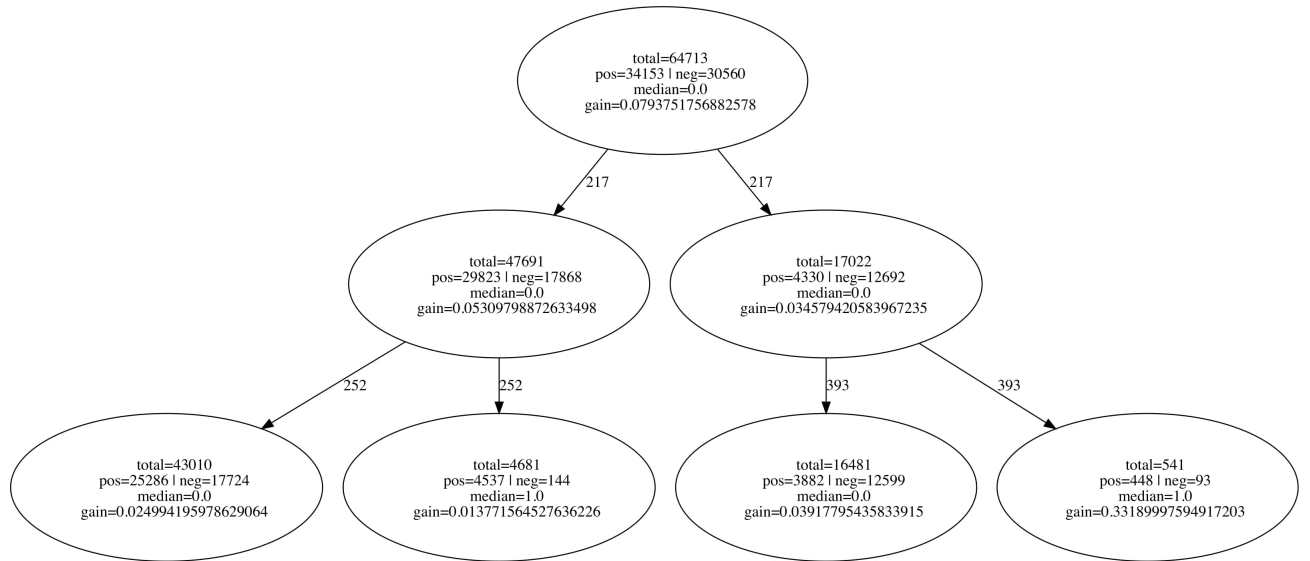 total=64713
pos=34153 | neg=30560
median=0.0
gain=0.0793751756882578
217
217
total=47691
pos=29823 | neg=17868
median=0.0
gain=0.05309798872633498
total=17022
pos=4330 | neg=12692
median=0.0
gain=0.034579420583967235
252
252
393
393
total=43010
pos=25286 | neg=17724
median=0.0
gain=0.024994195978629064
total=4681
pos=4537 | neg=144
median=1.0
gain=0.013771564527636226
total=16481
pos=3882 | neg=12599
median=0.0
gain=0.03917795435833915
total=541
pos=448 | neg=93
median=1.0
gain=0.33189997594917203